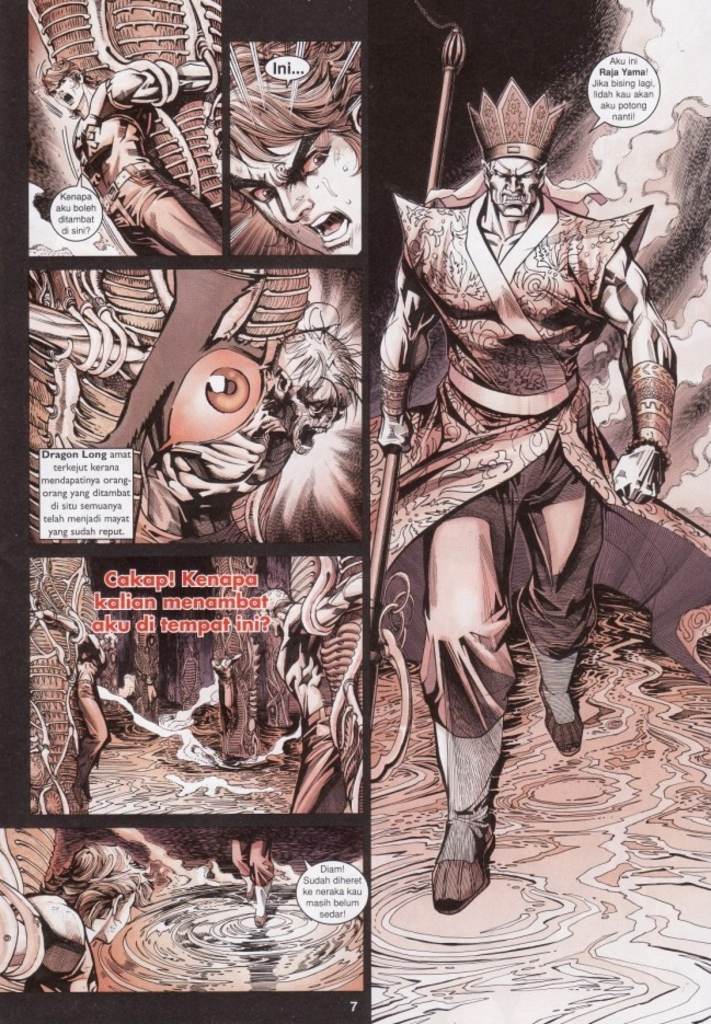 Kenapa
aku boleh
ditambat
di sini?
Ini...
Dragon Long amat
terkejut kerana
mendapatinya orang-
orang yang ditambat
di situ semuanya
telah menjadi mayat
yang sudah reput.
Cakap! Kenapa
kalian menambat
aku di tempat ini?
Diam!
Sudah diheret
ke neraka kau
masih belum
sedar!
Aku ini
Raja Yama!
Jika bising lagi,
lidah kau akan
aku potong
nanti!
7